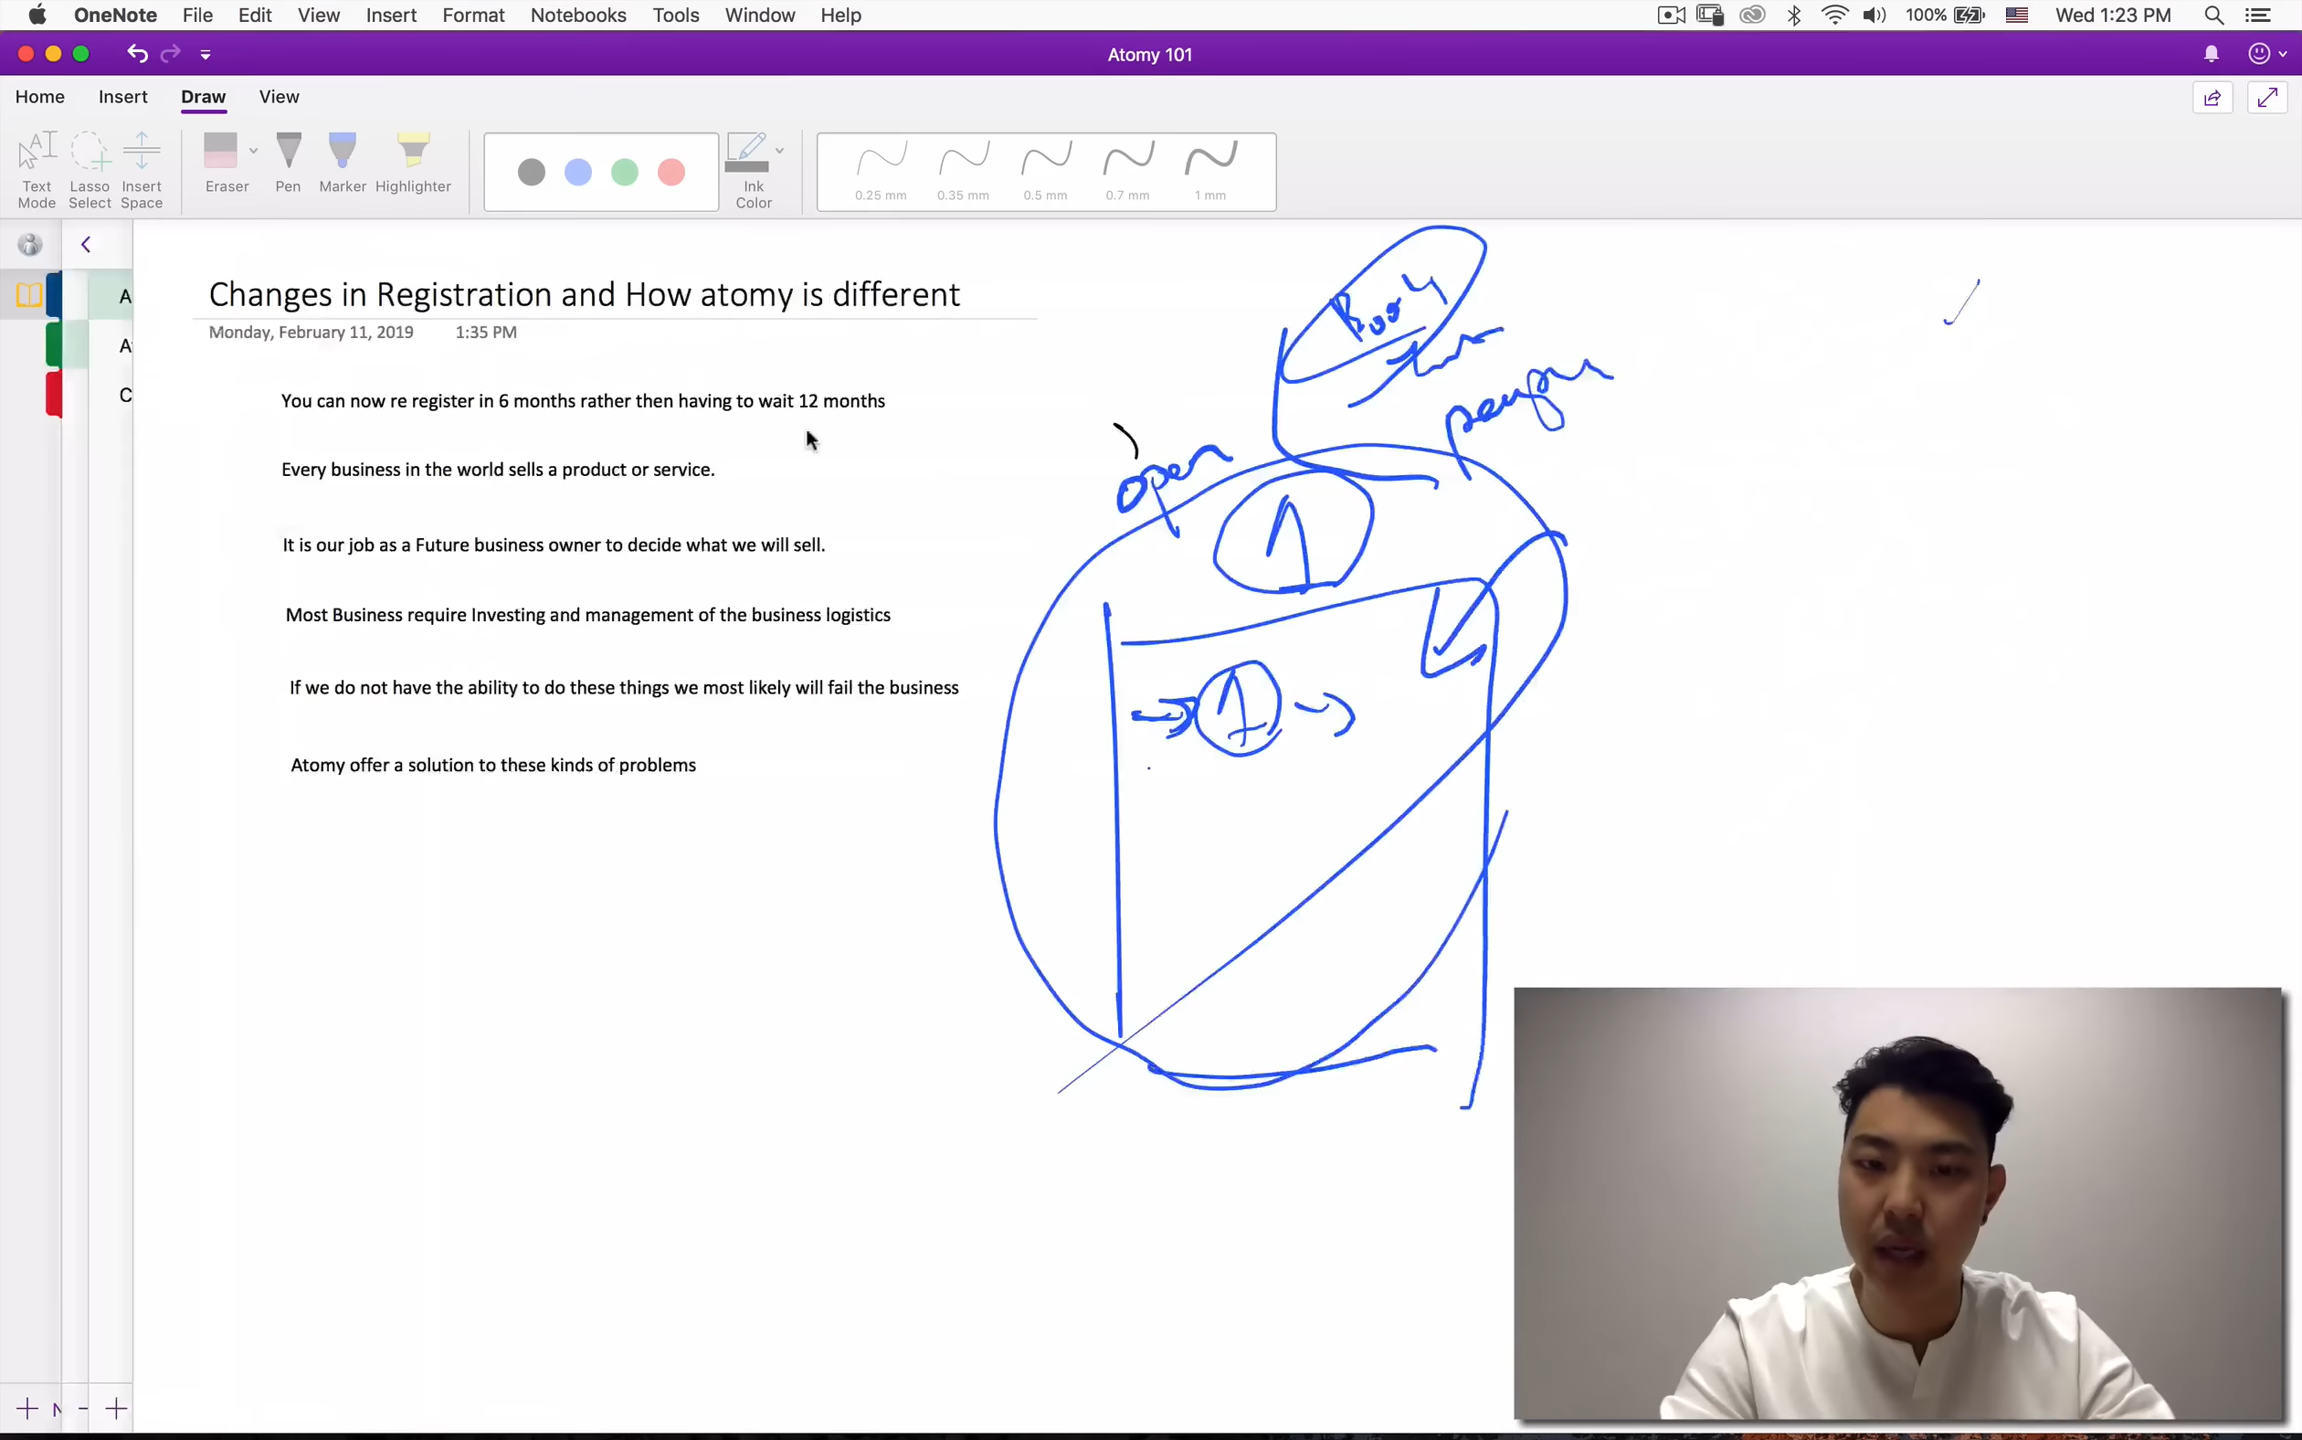 OneNote File Edit View Insert Format Notebooks Tools Window Help 100% Wed 1:23 PM
Atomy 101
Home Insert Draw View
Text Mode Lasso Select Insert Space Eraser Pen Marker Highlighter Ink Color 0.25 mm 0.35 mm 0.5 mm 0.7 mm 1 mm
Changes in Registration and How atomy is different
Monday, February 11, 2019 1:35 PM
A
A
C
You can now re register in 6 months rather then having to wait 12 months
Every business in the world sells a product or service.
It is our job as a Future business owner to decide what we will sell.
Most Business require Investing and management of the business logistics
If we do not have the ability to do these things we most likely will fail the business
Atomy offer a solution to these kinds of problems
open
1
1